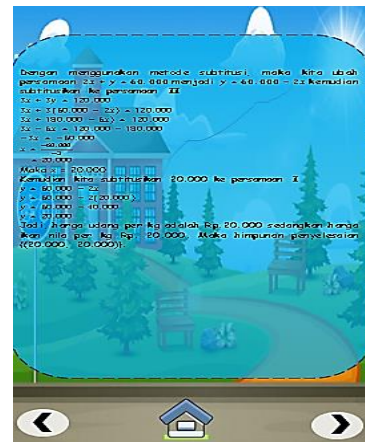 Dengan menggunakan metode subtitusi, maka kita ubah
persamaan 2x + y = 60.000 menjadi y = 60.000 - 2x kemudian
subtitusikan ke persamaan II
3x + 3y = 120.000
3x + 3(60.000 - 2x) = 120.000
3x + 180.000 - 6x) = 120.000
3x - 6x = 120.000 - 180.000
-3x = -60.000
x = -60.000/-3
= 20.000
Maka x = 20.000
Kemudian kita subtitusikan 20.000 ke persamaan I
y = 60.000 - 2x
y = 60.000 - 2(20.000)
y = 60.000 - 40.000
y = 20.000
Jadi harga udang per kg adalah Rp. 20.000 sedangkan harga
ikan nila per kg Rp. 20.000. Maka himpunan penyelesaian
{(20.000, 20.000)}.